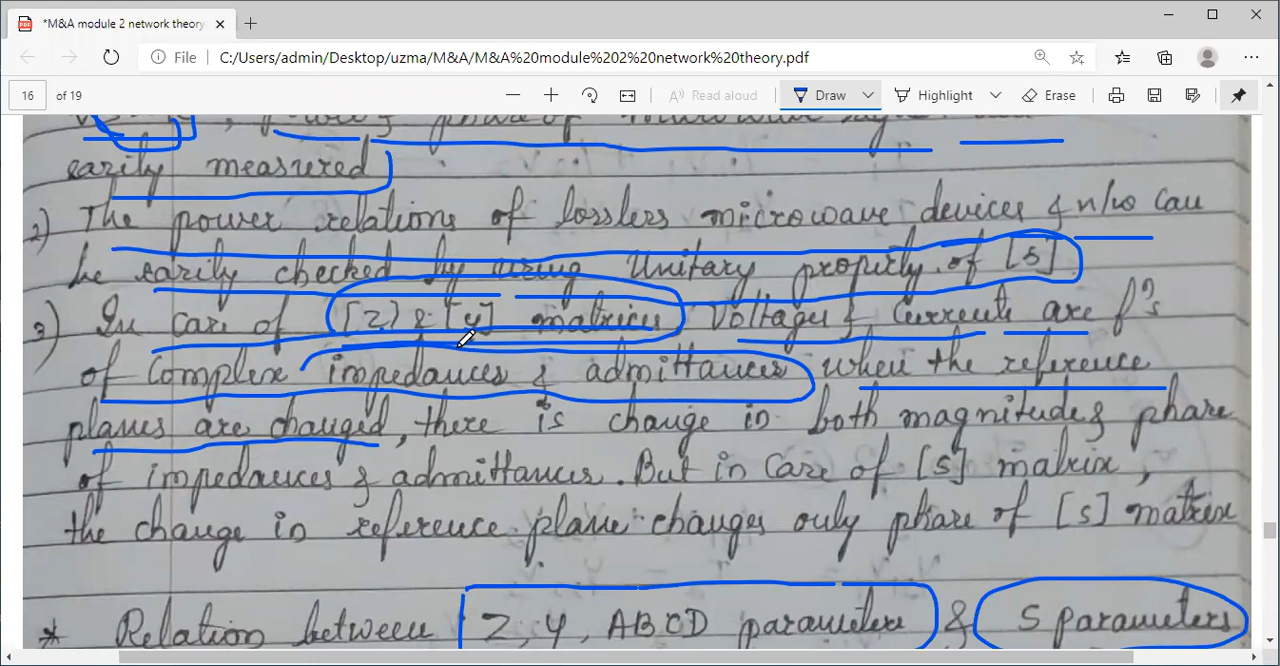 *M&A module 2 network theory
File C:/Users/admin/Desktop/uzma/M&A/M&A%20module%202%20network%20theory.pdf
16 of 19 Read aloud Draw Highlight Erase
easily measured
2) The power relations of lossless microwave devices & n/ws can
be easily checked by using Unitary property of [S]
3) In case of [Z] & [Y] matrices Voltages & Currents are f?s
of complex impedances & admittances when the reference
planes are changed, there is change in both magnitude & phase
of impedances & admittances. But in case of [S] matrix,
the change in reference plane changes only phase of [S] matrix
* Relation between Z, Y, ABCD parameters & S parameters